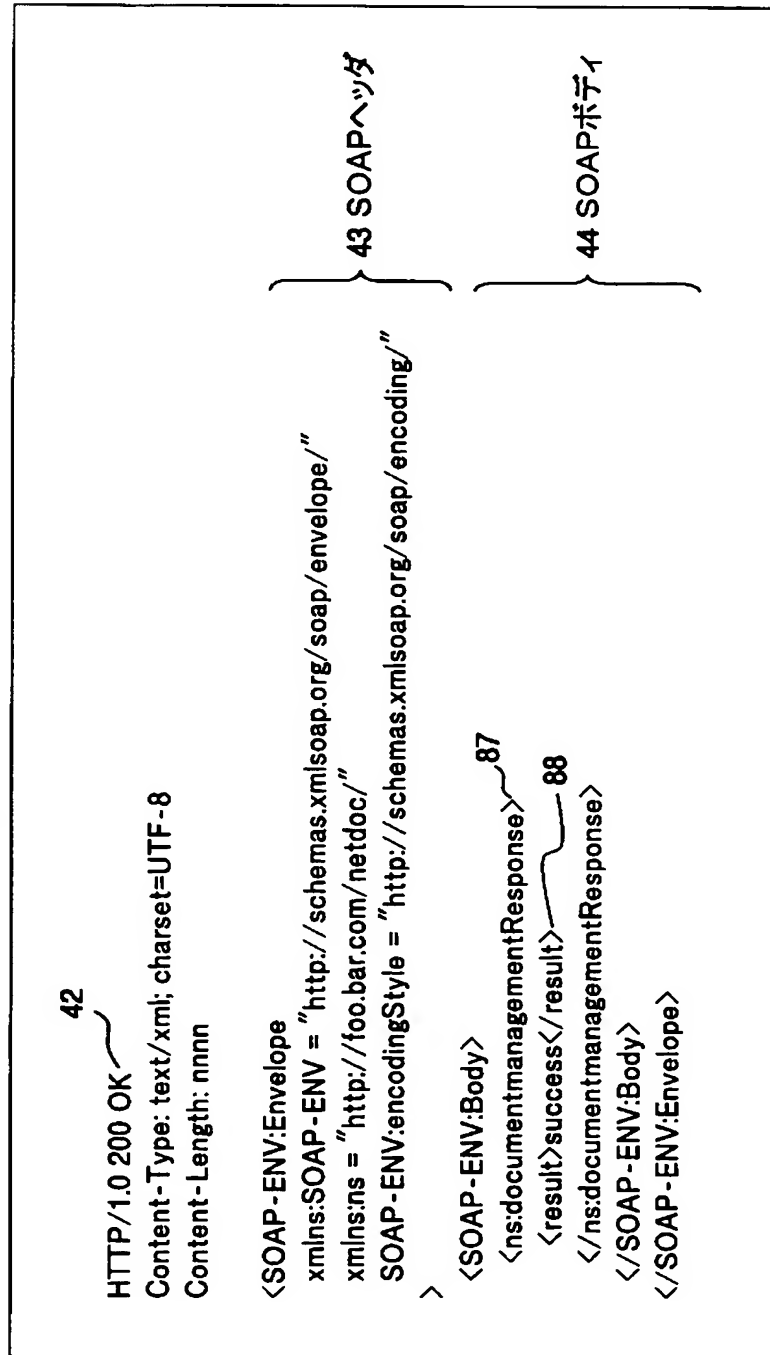 42
HTTP/1.0 200 OK
Content-Type: text/xml; charset=UTF-8
Content-Length: nnnn
<SOAP-ENV:Envelope
xmlns:SOAP-ENV = "http://schemas.xmlsoap.org/soap/envelope/"
xmlns:ns = "http://foo.bar.com/netdoc/"
SOAP-ENV:encodingStyle = "http://schemas.xmlsoap.org/soap/encoding/"
>
43 SOAPヘッダ
<SOAP-ENV:Body>
<ns:documentmanagementResponse> 87
<result>success</result> 88
</ns:documentmanagementResponse>
</SOAP-ENV:Body>
</SOAP-ENV:Envelope>
44 SOAPボディ